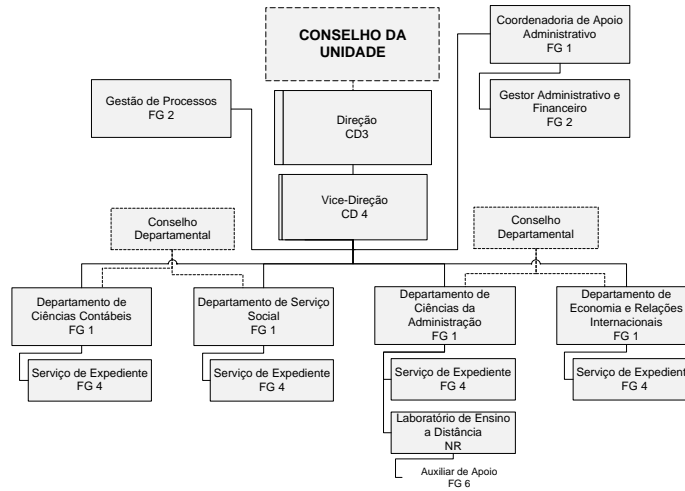 CONSELHO DA
UNIDADE
Coordenadoria de Apoio
Administrativo
FG 1
Gestor Administrativo e
Financeiro
FG 2
Gestão de Processos
FG 2
Direção
CD3
Vice-Direção
CD 4
Conselho
Departamental
Conselho
Departamental
Departamento de
Ciências Contábeis
FG 1
Departamento de Serviço
Social
FG 1
Departamento de
Ciências da
Administração
FG 1
Departamento de
Economia e Relações
Internacionais
FG 1
Serviço de Expediente
FG 4
Serviço de Expediente
FG 4
Serviço de Expediente
FG 4
Serviço de Expediente
FG 4
Laboratório de Ensino
a Distância
NR
Auxiliar de Apoio
FG 6